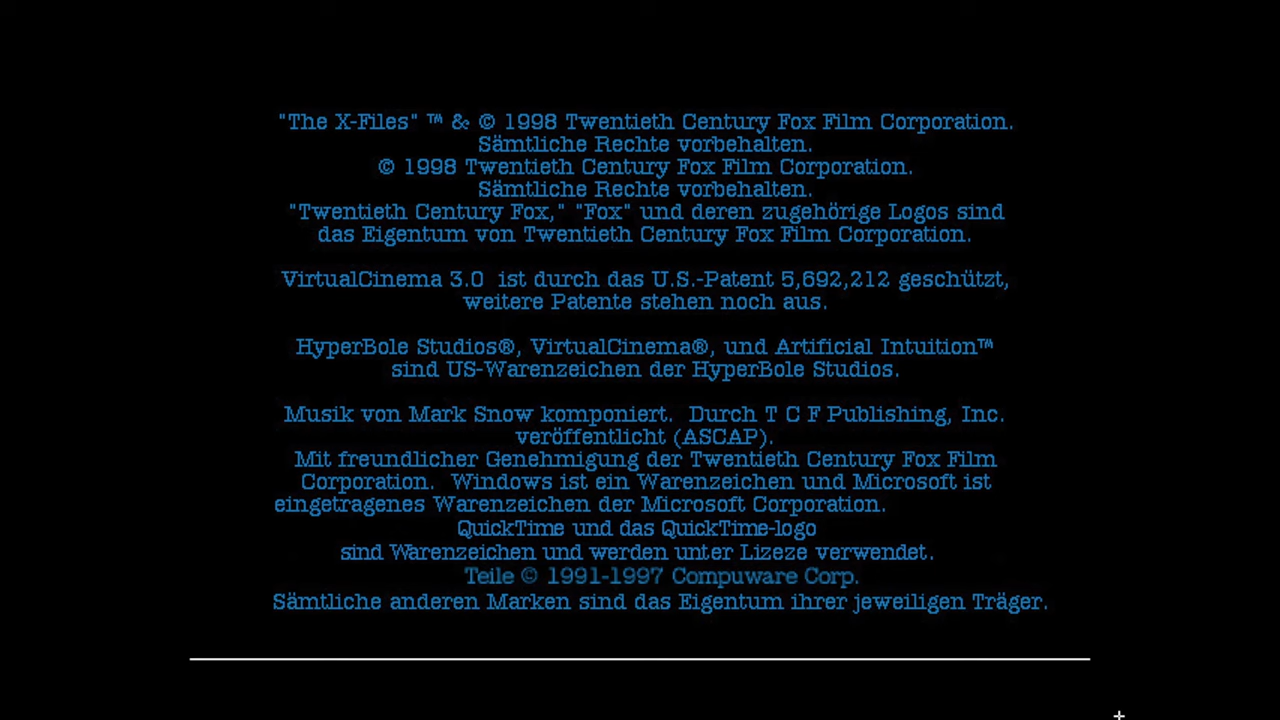 "The X-Files" ™ & © 1998 Twentieth Century Fox Film Corporation.
Sämtliche Rechte vorbehalten.
© 1998 Twentieth Century Fox Film Corporation.
Sämtliche Rechte vorbehalten.
"Twentieth Century Fox," "Fox" und deren zugehörige Logos sind
das Eigentum von Twentieth Century Fox Film Corporation.
VirtualCinema 3.0  ist durch das U.S.-Patent 5,692,212 geschützt,
weitere Patente stehen noch aus.
HyperBole Studios®, VirtualCinema®, und Artificial Intuition™
sind US-Warenzeichen der HyperBole Studios.
Musik von Mark Snow komponiert.  Durch T C F Publishing, Inc.
veröffentlicht (ASCAP).
Mit freundlicher Genehmigung der Twentieth Century Fox Film
Corporation.  Windows ist ein Warenzeichen und Microsoft ist
eingetragenes Warenzeichen der Microsoft Corporation.
QuickTime und das QuickTime-logo
sind Warenzeichen und werden unter Lizeze verwendet.
Teile © 1991-1997 Compuware Corp.
Sämtliche anderen Marken sind das Eigentum ihrer jeweiligen Träger.